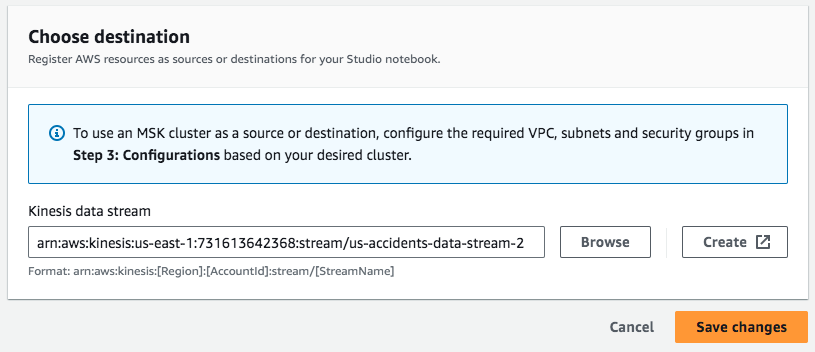 Choose destination
Register AWS resources as sources or destinations for your Studio notebook.
To use an MSK cluster as a source or destination, configure the required VPC, subnets and security groups in
Step 3: Configurations based on your desired cluster.
Kinesis data stream
arn:aws:kinesis:us-east-1:731613642368:stream/us-accidents-data-stream-2
Browse
Create
Format: arn:aws:kinesis:[Region]:[AccountId]:stream/[StreamName]
Cancel
Save changes